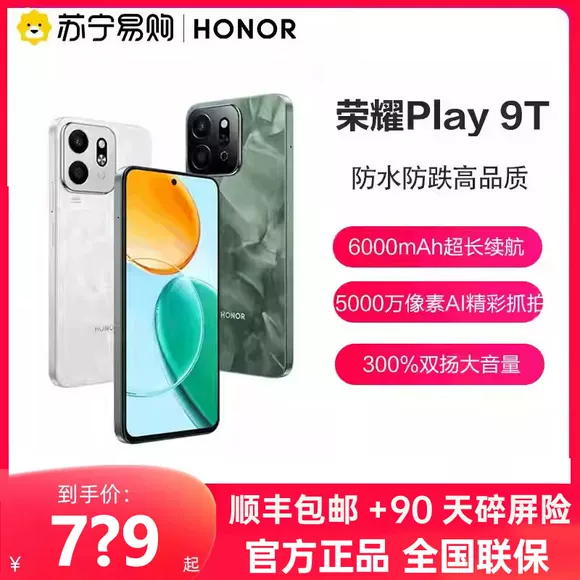 苏宁易购 | HONOR
荣耀Play 9T
防水防跌高品质
6000mAh超长续航
5000万像素AI精彩抓拍
300%双扬大音量
HONOR
HONOR
到手价：
¥ 7?9 起
顺丰包邮 +90 天碎屏险
官方正品 全国联保